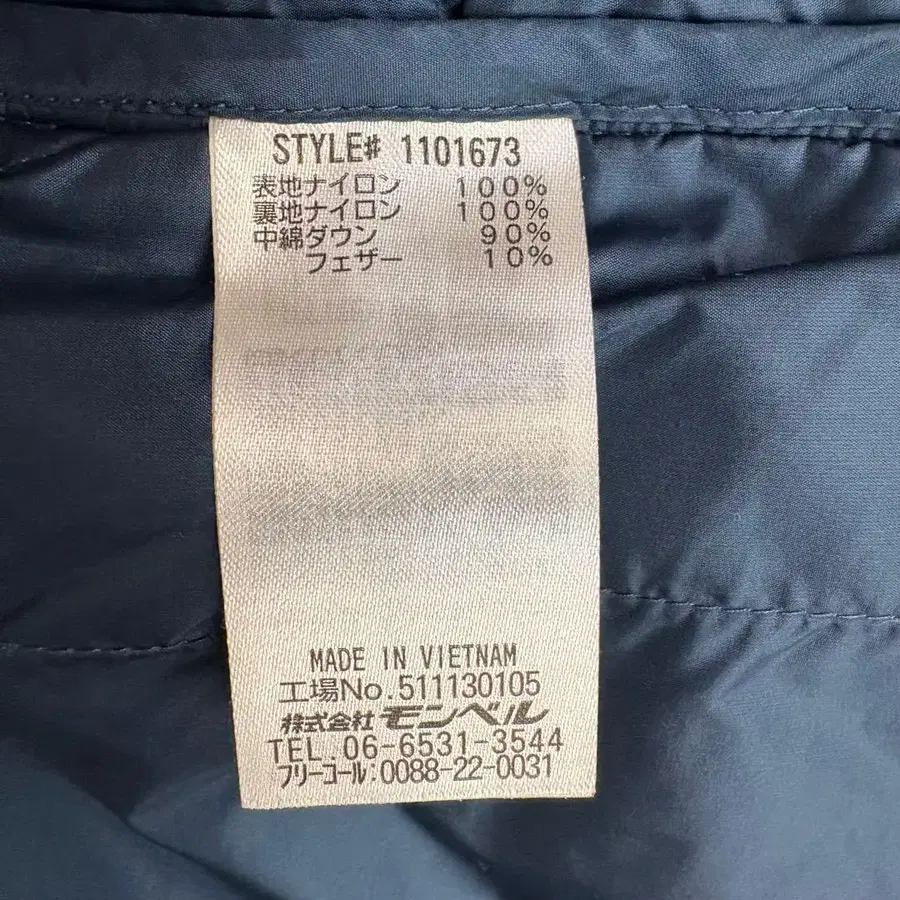 STYLE# 1101673
表地ナイロン 100%
裏地ナイロン 100%
中綿ダウン 90%
フェザー 10%
MADE IN VIETNAM
工場No.511130105
株式会社モンベル
TEL. 06-6531-3544
フリーコール:0088-22-0031